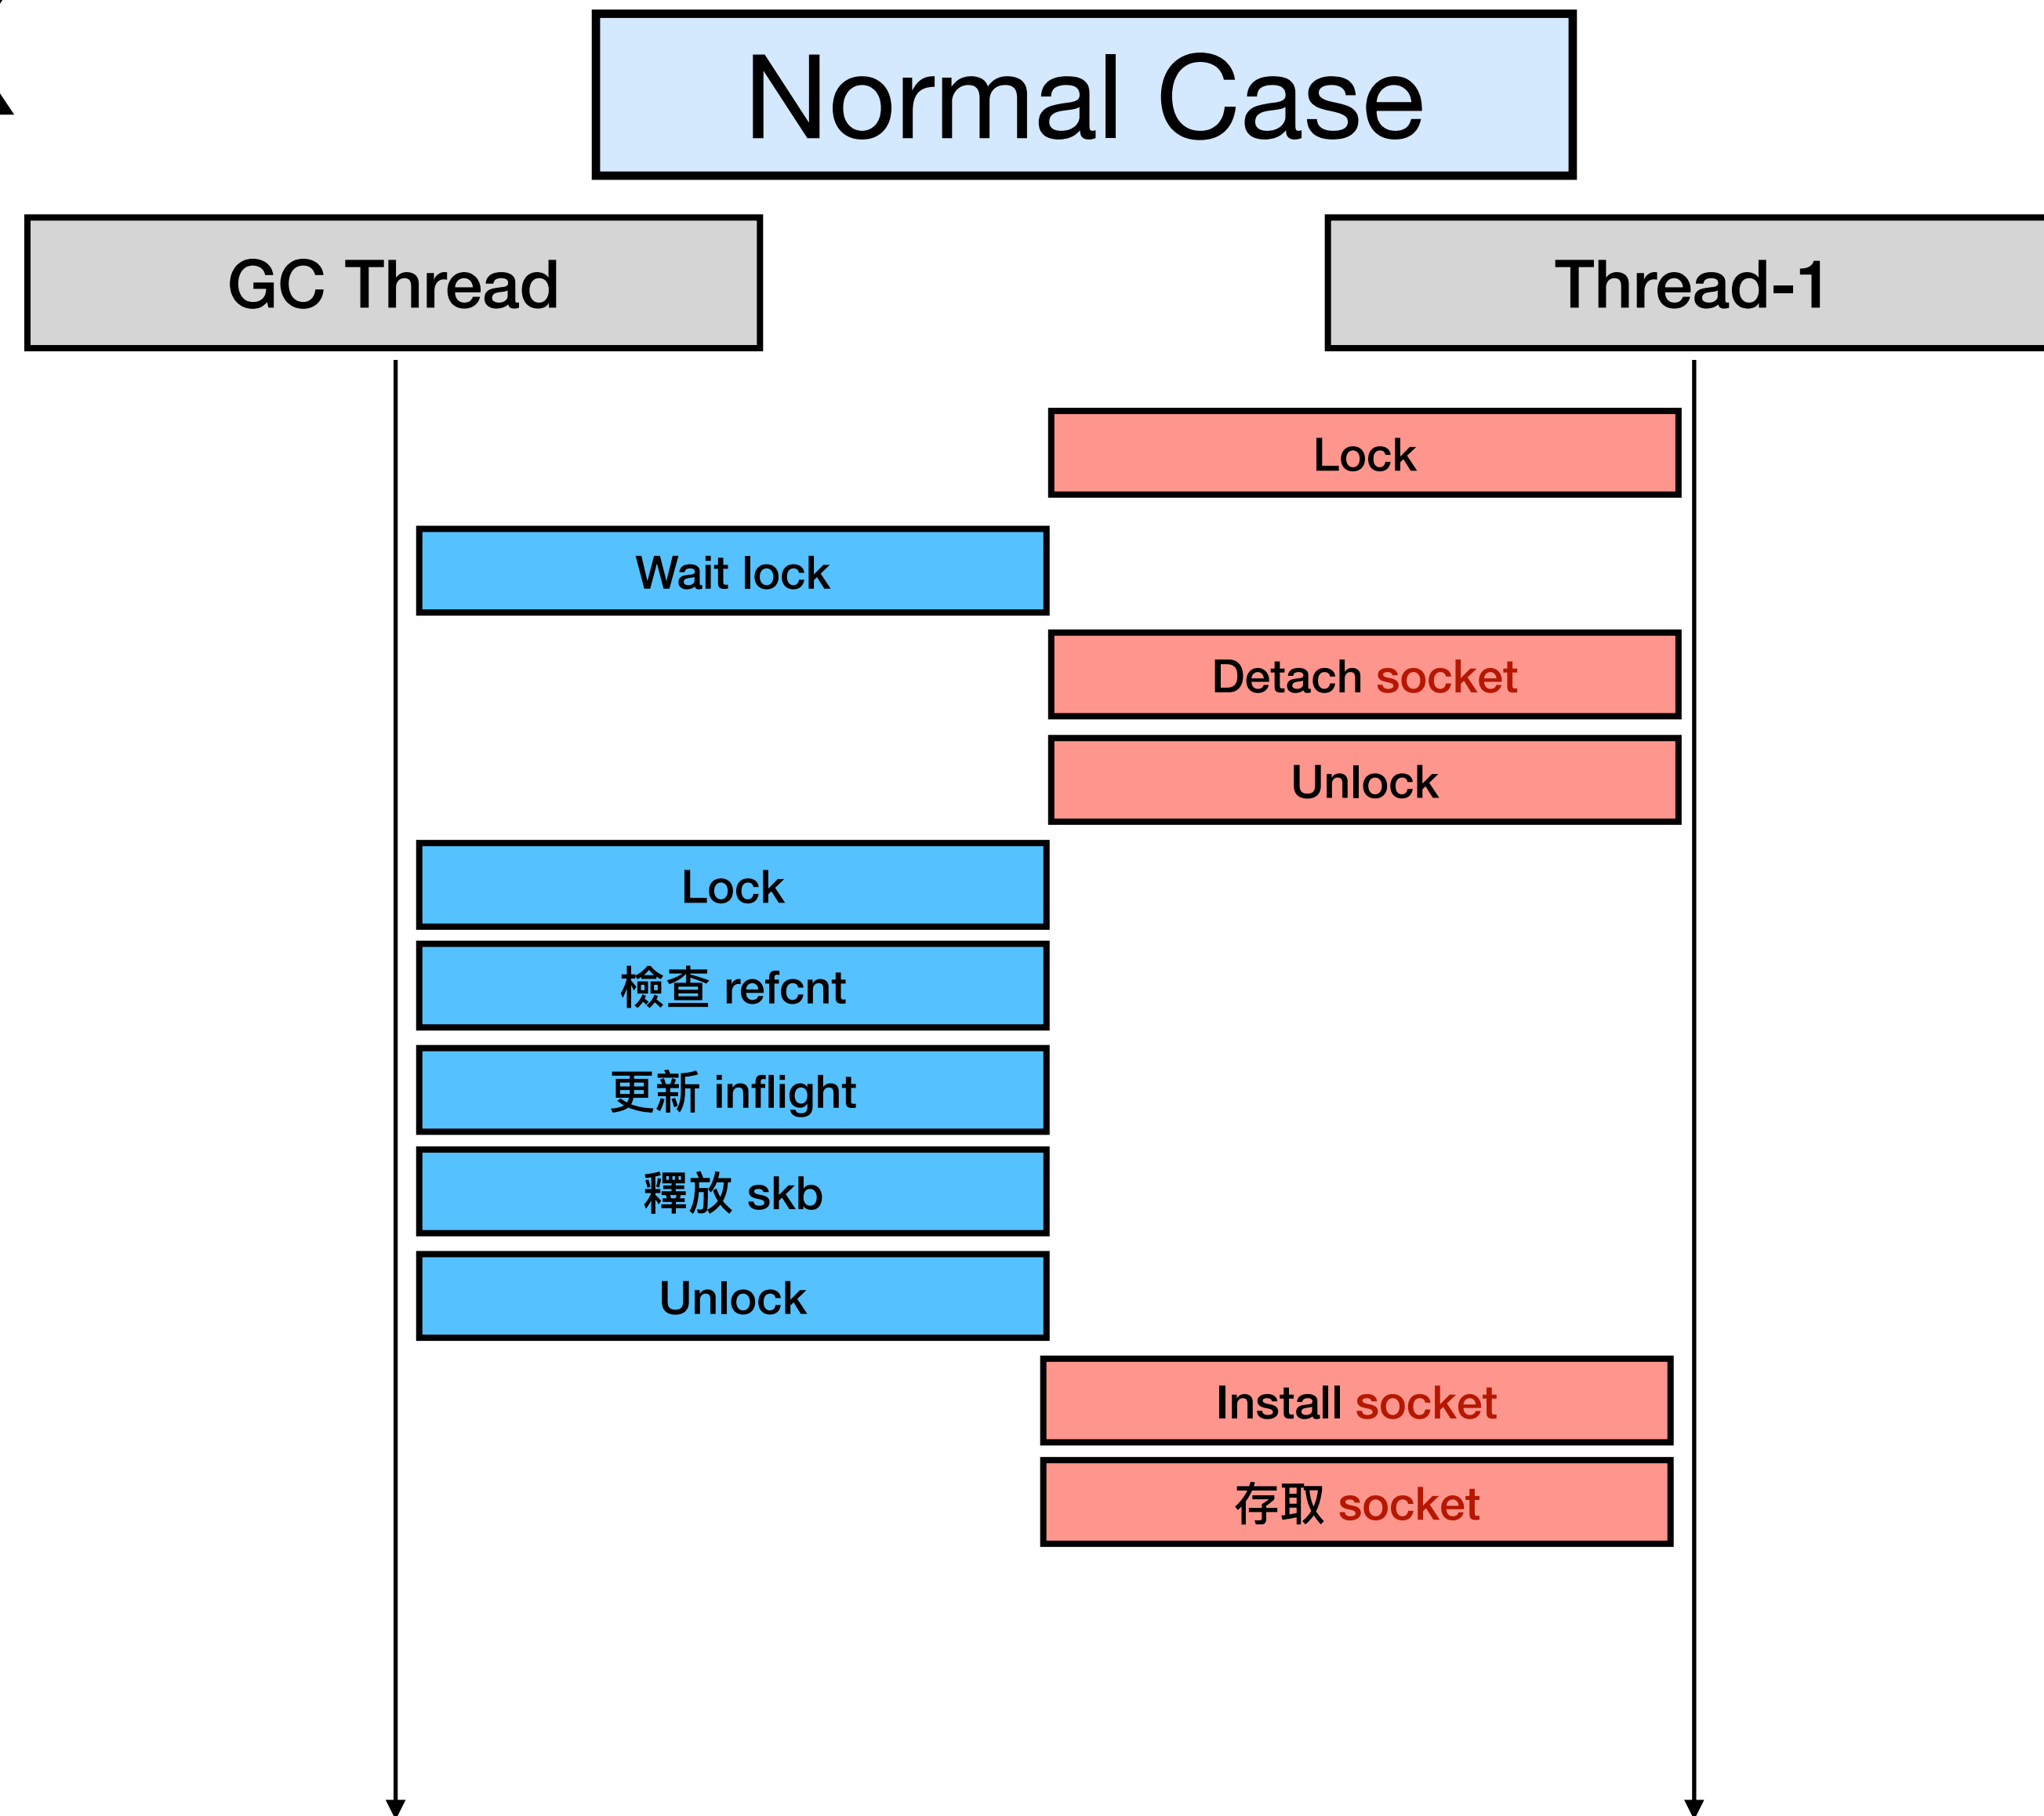 Normal Case
GC Thread
Thread-1
Lock
Wait lock
Detach socket
Unlock
Lock
檢查 refcnt
更新 inflight
釋放 skb
Unlock
Install socket
存取 socket